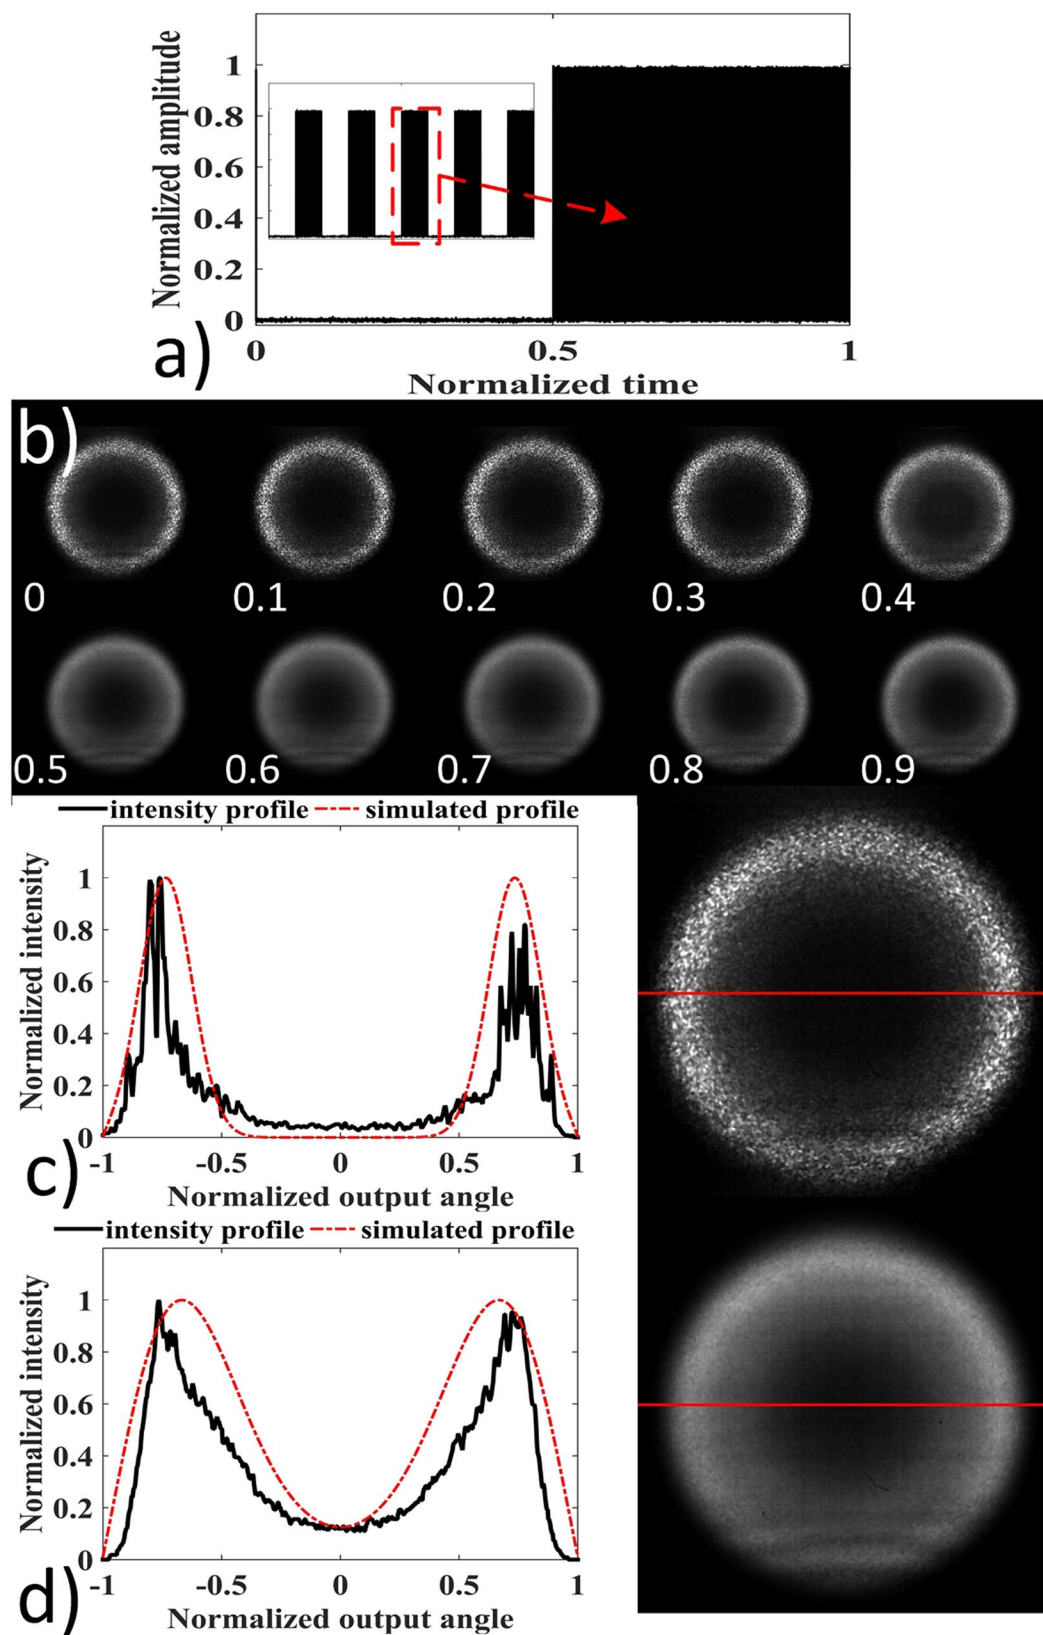 Normalized amplitude
1
0.8
0.6
0.4
0.2
0
0 0.5 1
Normalized time
a)
b)
0 0.1 0.2 0.3 0.4
0.5 0.6 0.7 0.8 0.9
intensity profile simulated profile
Normalized intensity
1
0.8
0.6
0.4
0.2
0
-1 -0.5 0 0.5 1
Normalized output angle
c)
intensity profile simulated profile
Normalized intensity
1
0.8
0.6
0.4
0.2
0
-1 -0.5 0 0.5 1
Normalized output angle
d)